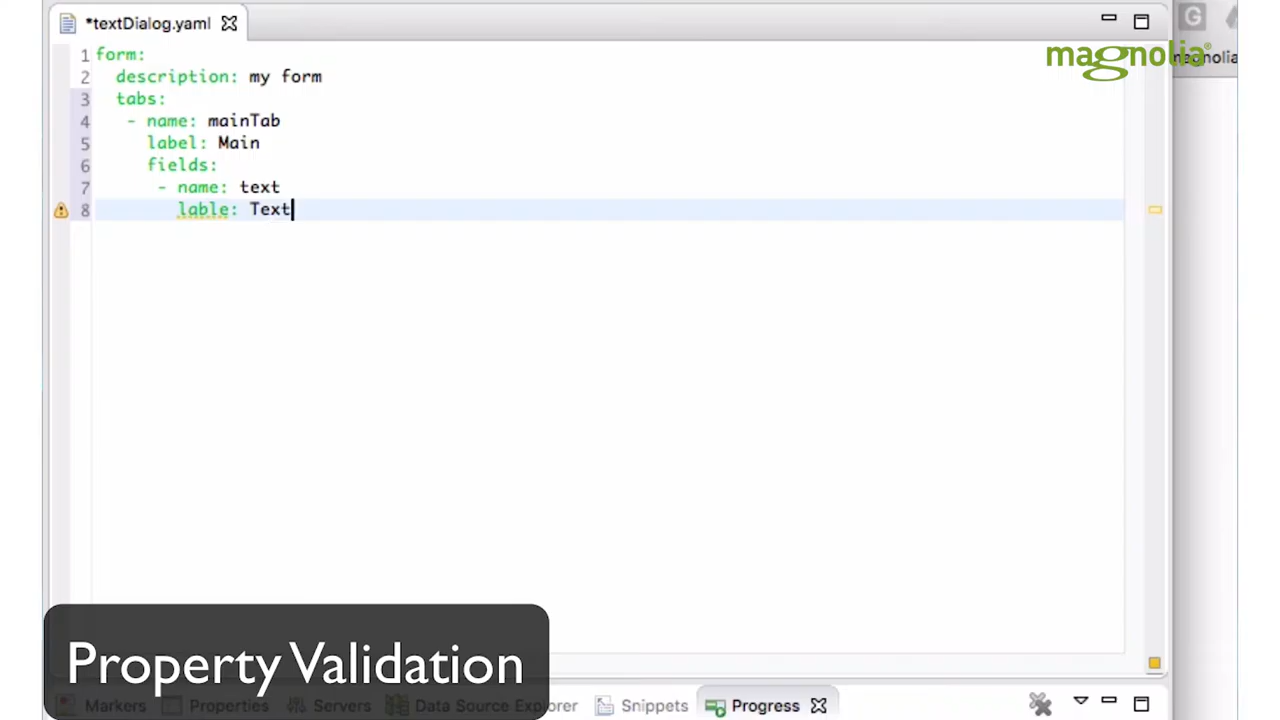 *textDialog.yaml
G
magnolia®
magnolia
1 form:
2 description: my form
3 tabs:
4 - name: mainTab
5 label: Main
6 fields:
7 - name: text
8 lable: Text
Property Validation
Markers Properties Servers Data Source Explorer Snippets Progress